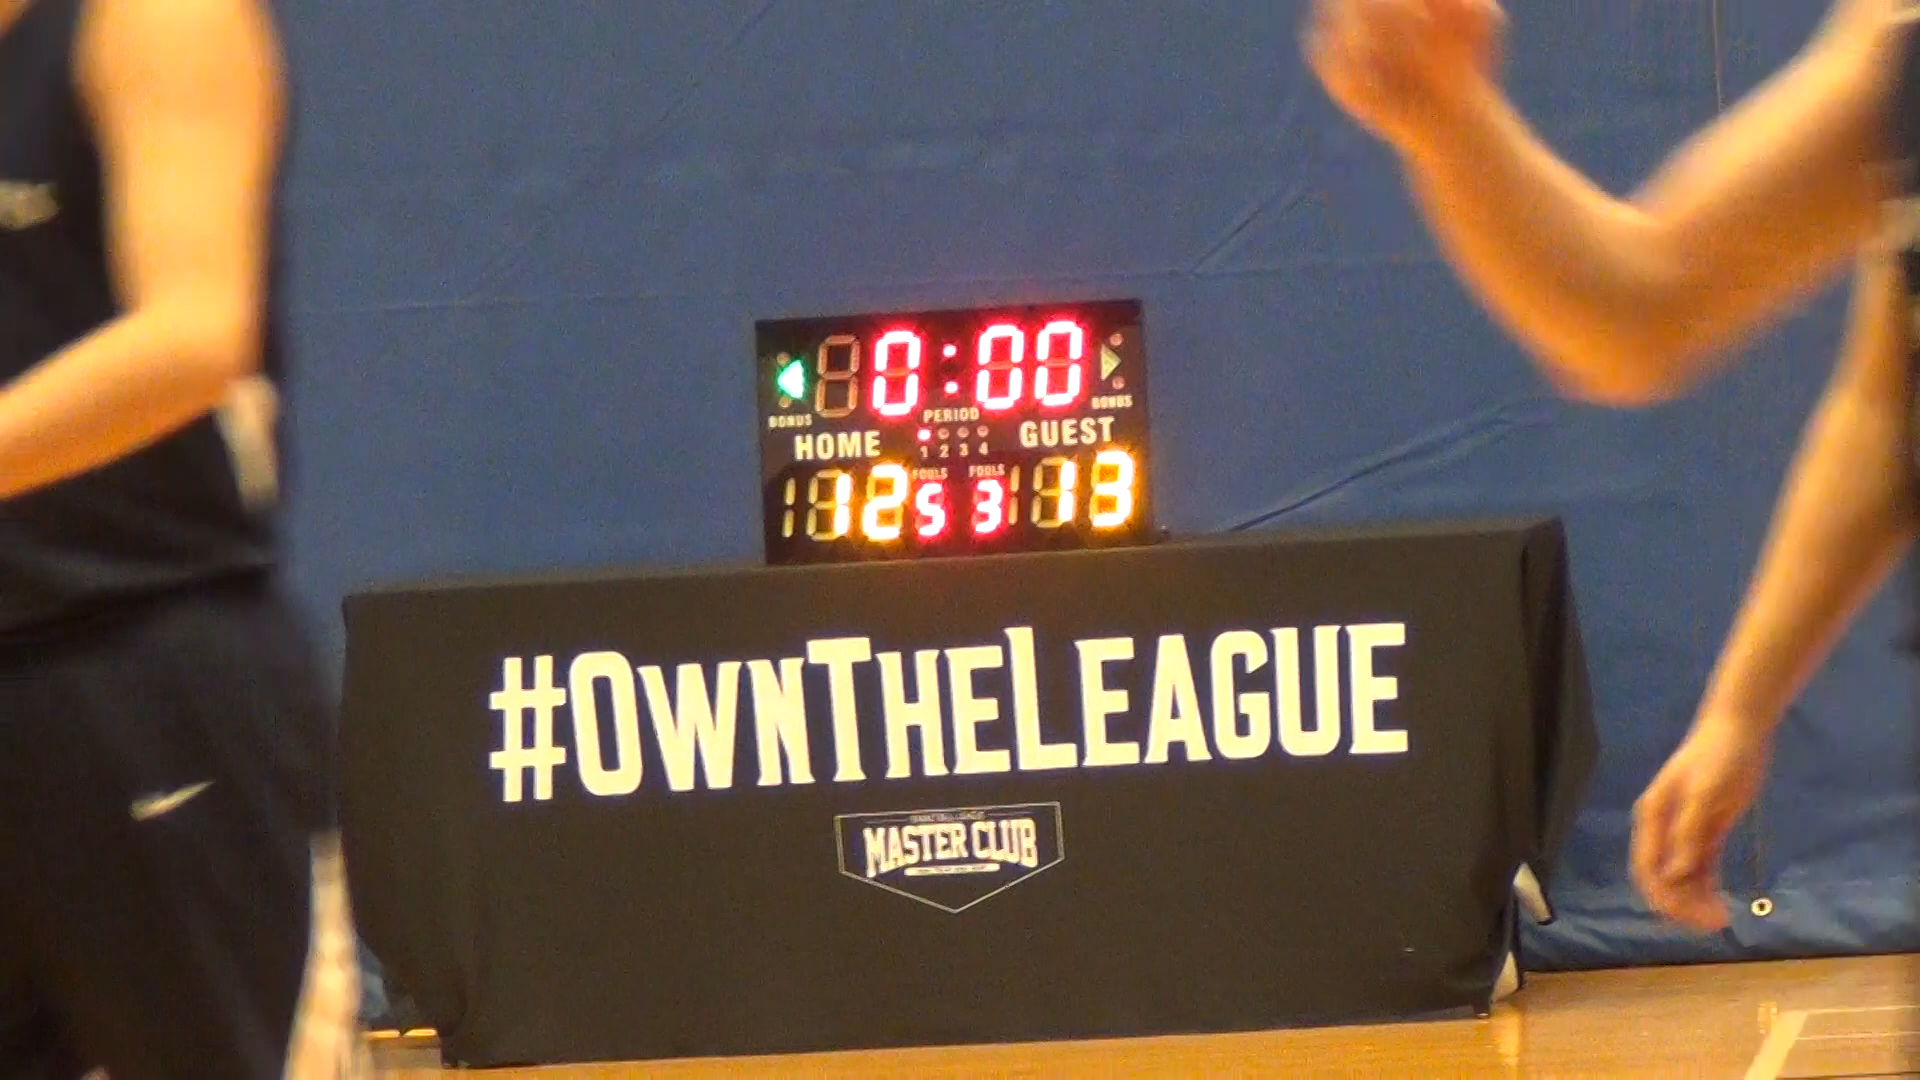 0:00
BONUS PERIOD BONUS
HOME 1 2 3 4 GUEST
FOULS FOULS
12 5 3 13
#OWNTHELEAGUE
MASTER CLUB